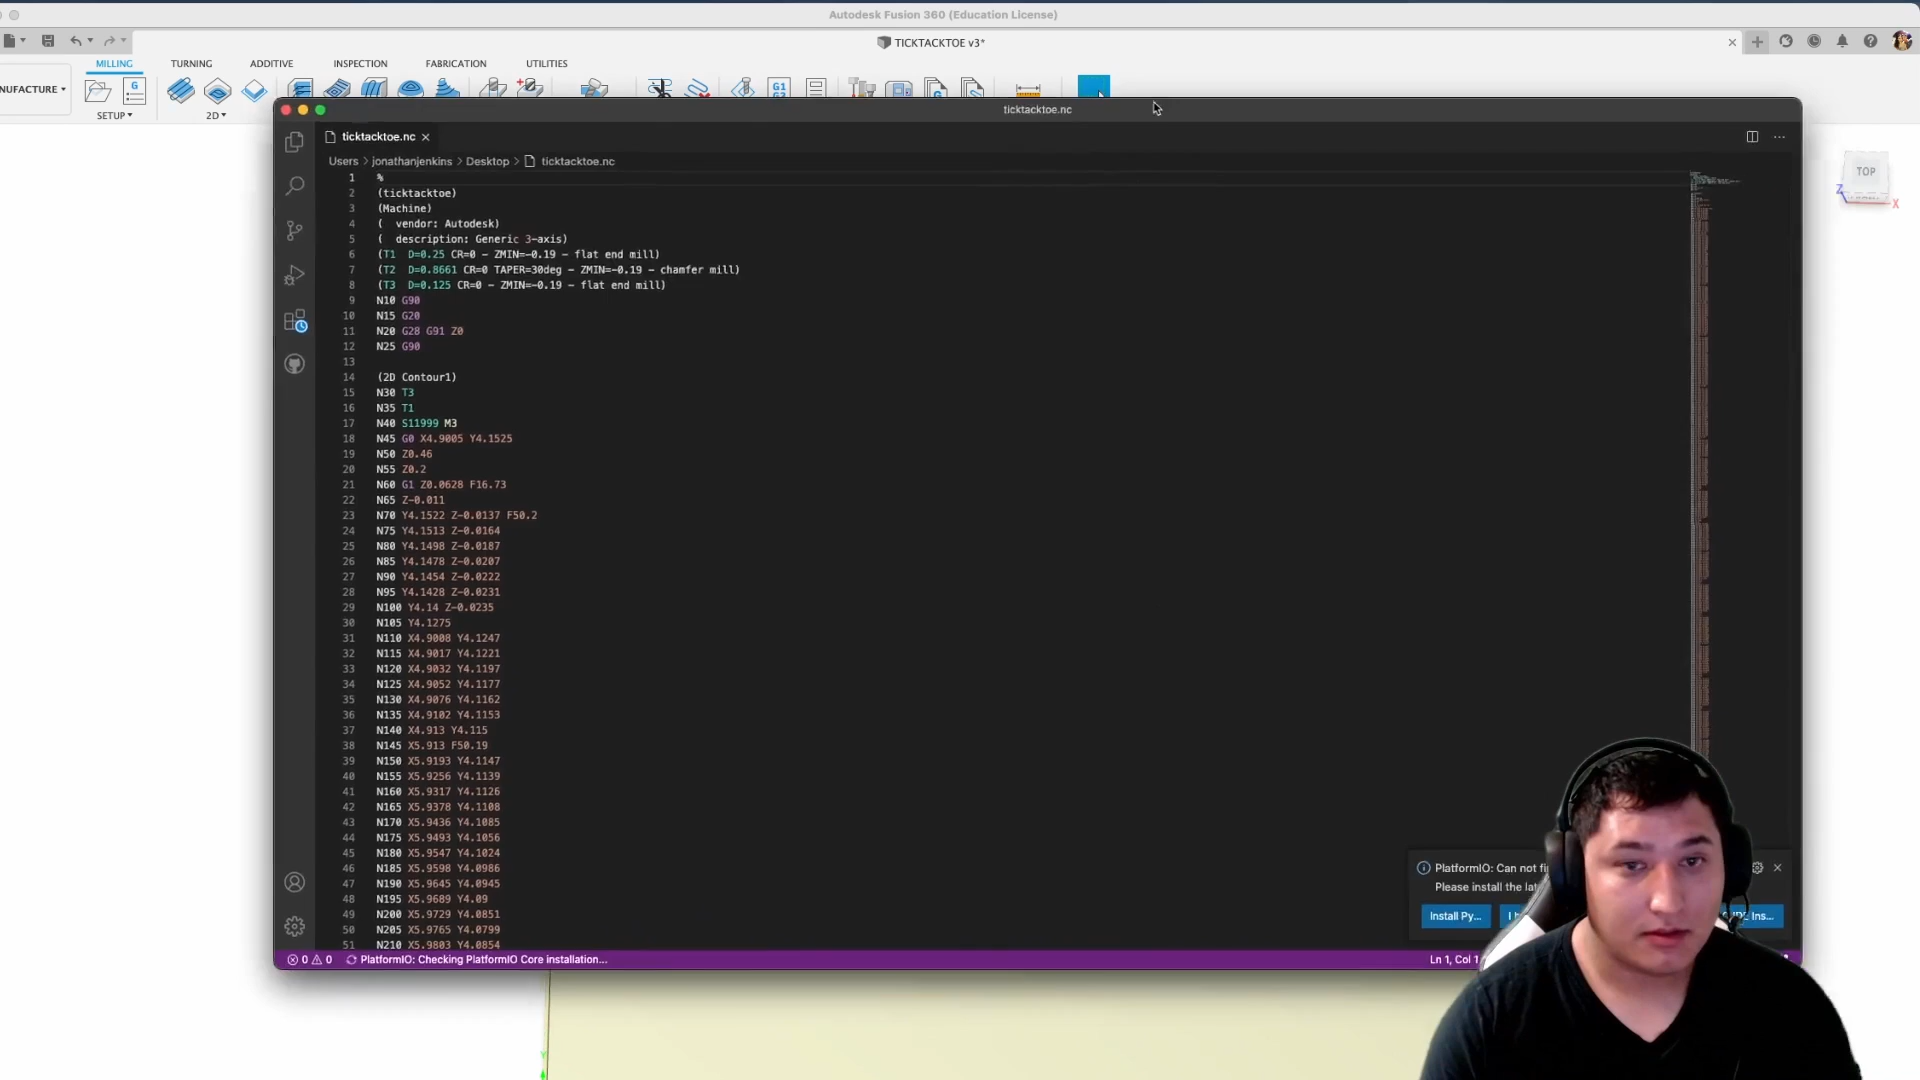 Autodesk Fusion 360 (Education License)
TICKTACKTOE v3*
MILLING TURNING ADDITIVE INSPECTION FABRICATION UTILITIES
NUFACTURE
G
G1
G2
G
SETUP 2D
TOP
Z
X
ticktacktoe.nc
ticktacktoe.nc
Users > jonathanjenkins > Desktop > ticktacktoe.nc
1 %
2 (ticktacktoe)
3 (Machine)
4 (  vendor: Autodesk)
5 (  description: Generic 3-axis)
6 (T1  D=0.25 CR=0 - ZMIN=-0.19 - flat end mill)
7 (T2  D=0.8661 CR=0 TAPER=30deg - ZMIN=-0.19 - chamfer mill)
8 (T3  D=0.125 CR=0 - ZMIN=-0.19 - flat end mill)
9 N10 G90
10 N15 G20
11 N20 G28 G91 Z0
12 N25 G90
13
14 (2D Contour1)
15 N30 T3
16 N35 T1
17 N40 S11999 M3
18 N45 G0 X4.9005 Y4.1525
19 N50 Z0.46
20 N55 Z0.2
21 N60 G1 Z0.0628 F16.73
22 N65 Z-0.011
23 N70 Y4.1522 Z-0.0137 F50.2
24 N75 Y4.1513 Z-0.0164
25 N80 Y4.1498 Z-0.0187
26 N85 Y4.1478 Z-0.0207
27 N90 Y4.1454 Z-0.0222
28 N95 Y4.1428 Z-0.0231
29 N100 Y4.14 Z-0.0235
30 N105 Y4.1275
31 N110 X4.9008 Y4.1247
32 N115 X4.9017 Y4.1221
33 N120 X4.9032 Y4.1197
34 N125 X4.9052 Y4.1177
35 N130 X4.9076 Y4.1162
36 N135 X4.9102 Y4.1153
37 N140 X4.913 Y4.115
38 N145 X5.913 F50.19
39 N150 X5.9193 Y4.1147
40 N155 X5.9256 Y4.1139
41 N160 X5.9317 Y4.1126
42 N165 X5.9378 Y4.1108
43 N170 X5.9436 Y4.1085
44 N175 X5.9493 Y4.1056
45 N180 X5.9547 Y4.1024
46 N185 X5.9598 Y4.0986
47 N190 X5.9645 Y4.0945
48 N195 X5.9689 Y4.09
49 N200 X5.9729 Y4.0851
50 N205 X5.9765 Y4.0799
51 N210 X5.9803 Y4.0854
PlatformIO: Can not fi
Please install the lat
Install Py... I h Ins...
0 0 PlatformIO: Checking PlatformIO Core installation...
Ln 1, Col 1